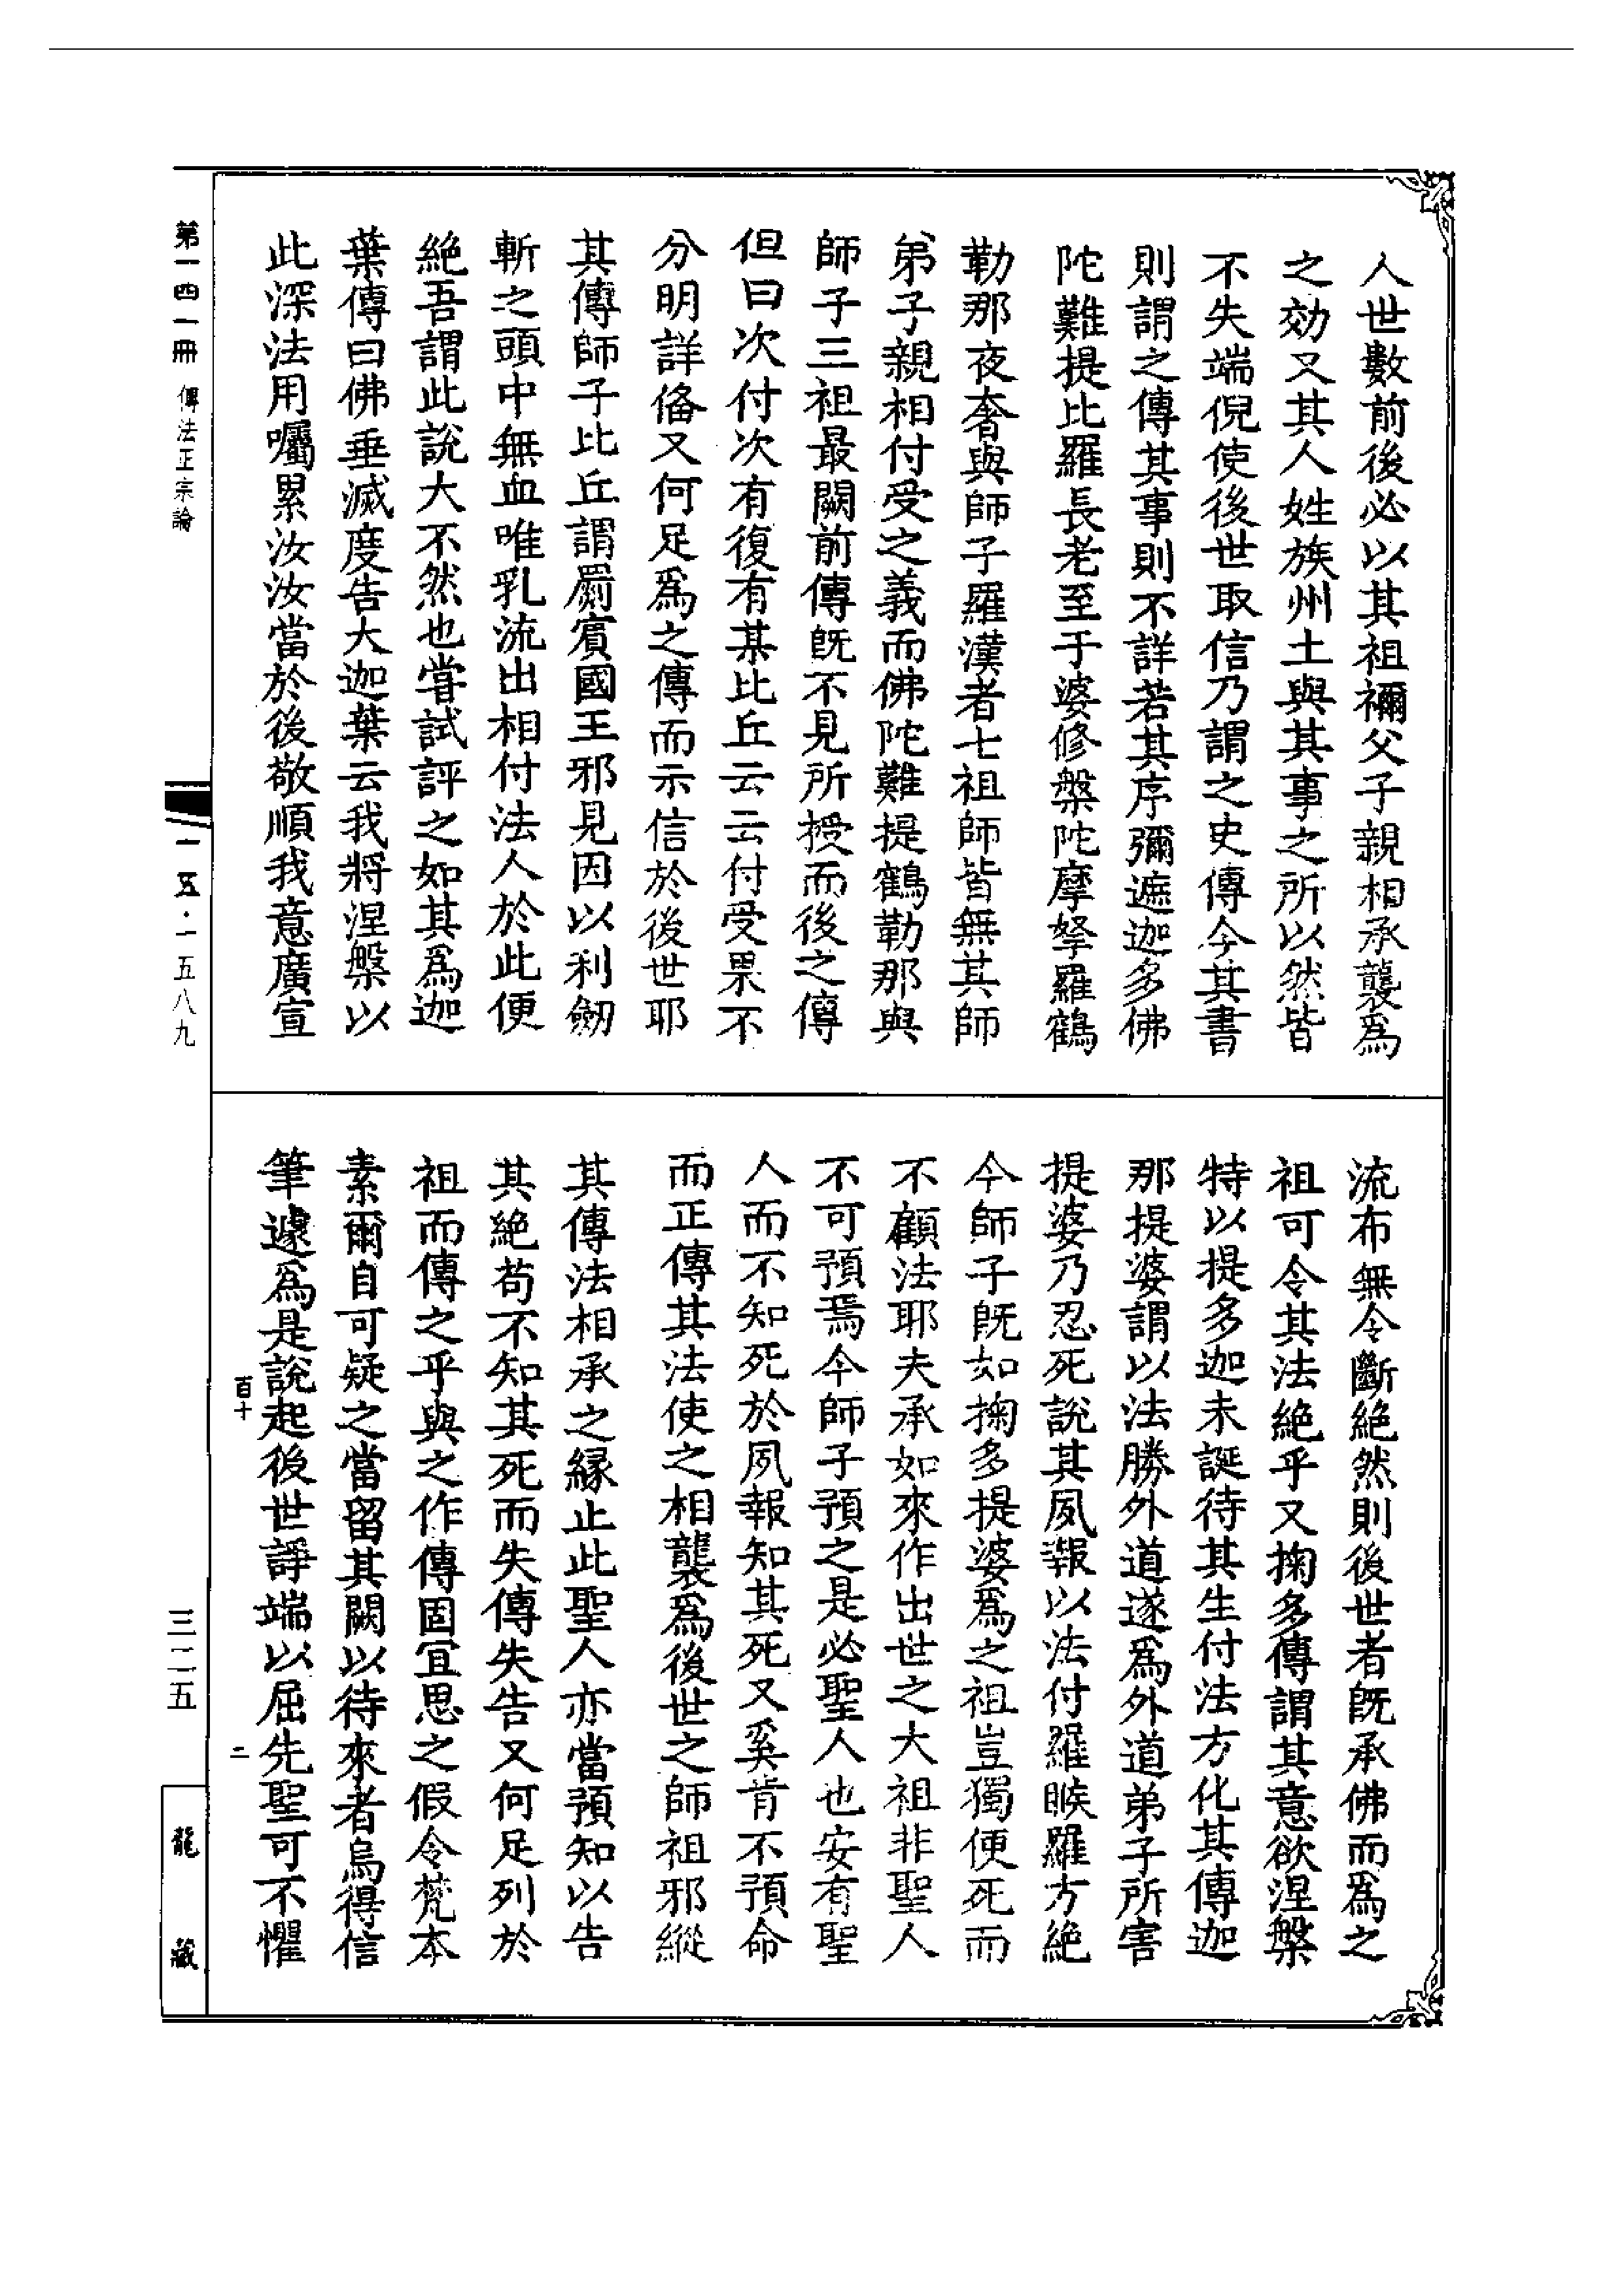 人世數前後必以其祖禰父子親相承襲爲
之効又其人姓族州土與其事之所以然皆
不失端倪使後世取信乃謂之史傳今其書
則謂之傳其事則不詳若其序彌遮迦多佛
陀難提比羅長老至于婆修槃陀摩拏羅鶴
勒那夜奢與師子羅漢者七祖師皆無其師
弟子親相付受之義而佛陀難提鶴勒那與
師子三祖最闕前傳旣不見所授而後之傳
但曰次付次有復有某比丘云云付受果不
分明詳俻又何足爲之傳而示信於後世耶
其傳師子比丘謂罽賓國王邪見因以利劒
斬之頭中無血唯乳流出相付法人於此便
絕吾謂此說大不然也嘗試評之如其爲迦
葉傳曰佛垂滅度告大迦葉云我將涅槃以
此深法用囑累汝汝當於後敬順我意廣宣
流布無令斷絕然則後世者旣承佛而爲之
祖可令其法絕乎又掬多傳謂其意欲涅槃
特以提多迦未誕待其生付法方化其傳迦
那提婆謂以法勝外道遂爲外道弟子所害
提婆乃忍死說其夙報以法付羅睺羅方絕
今師子旣如掬多提婆爲之祖豈獨便死而
不顧法耶夫承如來作出世之大祖非聖人
不可預焉今師子預之是必聖人也安有聖
人而不知死於夙報知其死又奚肯不預命
而正傳其法使之相襲爲後世之師祖邪縱
其傳法相承之緣止此聖人亦當預知以告
其絕苟不知其死而失傳失告又何足列於
祖而傳之乎與之作傳固宜思之假令梵本
素爾自可疑之當留其闕以待來者烏得信
筆遽爲是說起後世諍端以屈先聖可不懼
百十
二
第一四一冊 傳法正宗論
一五·一五八九
三二五
龍藏